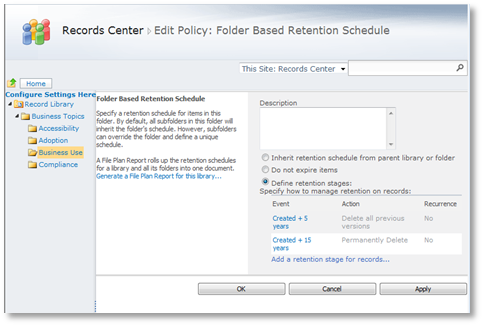 Records Center ▷ Edit Policy: Folder Based Retention Schedule
This Site: Records Center
Home
Configure Settings Here
Record Library
Business Topics
Accessibility
Adoption
Business Use
Compliance
Folder Based Retention Schedule
Specify a retention schedule for items in this
folder. By default, all subfolders in this folder will
inherit the folder's schedule. However, subfolders
can override the folder and define a unique
schedule.
A File Plan Report rolls up the retention schedules
for a library and all its folders into one document.
Generate a File Plan Report for this library...
Description
Inherit retention schedule from parent library or folder
Do not expire items
Define retention stages:
Specify how to manage retention on records:
Event Action Recurrence
Created + 5 Delete all previous No
years versions
Created + 15 Permanently Delete No
years
Add a retention stage for records...
OK Cancel Apply